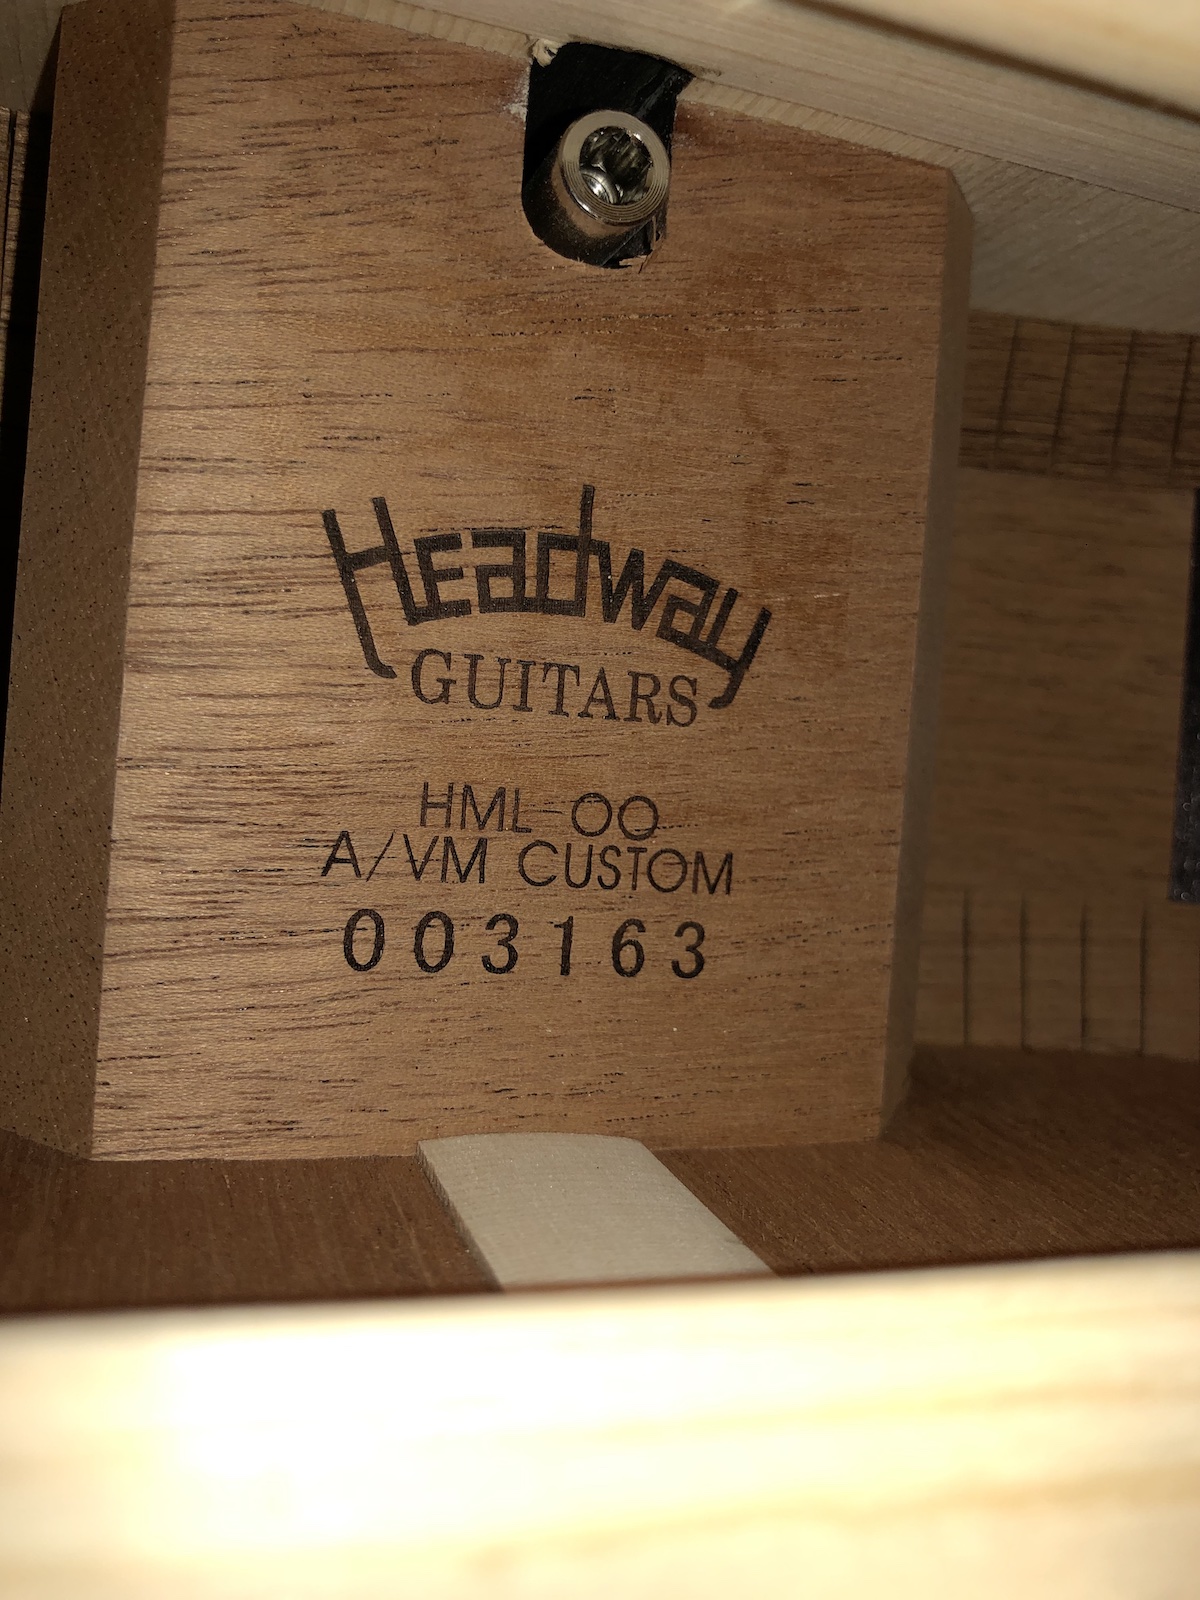 Headway
GUITARS
HML-OO
A/VM CUSTOM
003163